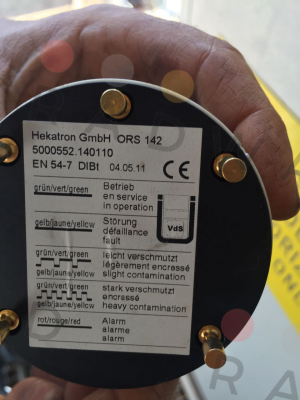 Hekatron GmbH ORS 142
5000552.140110
EN 54-7 DIBt 04.05.11 CE
grün/vert/green
Betrieb
en service
in operation
VdS
gelb/jaune/yellow
Störung
défaillance
fault
grün/vert/green
gelb/jaune/yellow
leicht verschmutzt
légèrement encrassé
slight contamination
grün/vert/green
gelb/jaune/yellow
stark verschmutzt
encrassé
heavy contamination
rot/rouge/red
Alarm
alarme
alarm